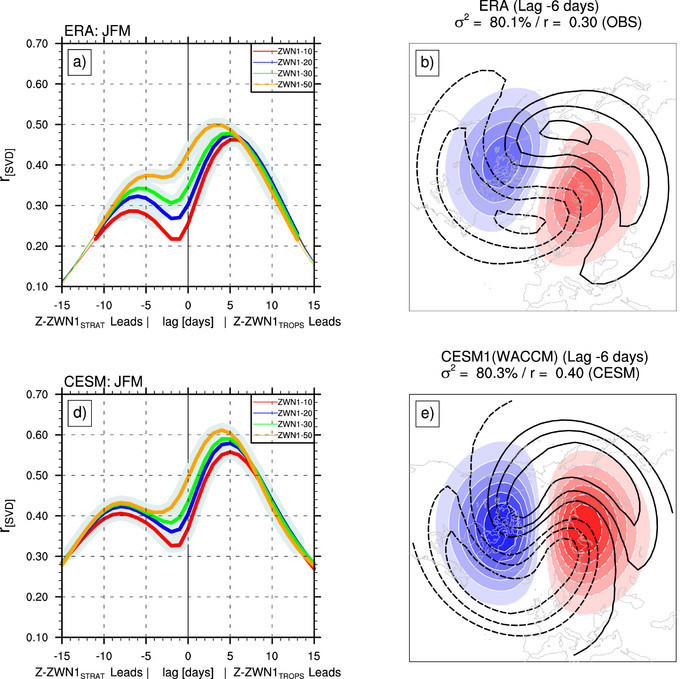 ERA: JFM
ERA (Lag -6 days)
σ² = 80.1% / r = 0.30 (OBS)
a)
ZWN1-10
ZWN1-20
ZWN1-30
ZWN1-50
0.70
0.60
0.50
0.40
0.30
0.20
0.10
r[SVD]
-15 -10 -5 0 5 10 15
Z-ZWN1STRAT Leads | lag [days] | Z-ZWN1TROPS Leads
b)
CESM: JFM
CESM1(WACCM) (Lag -6 days)
σ² = 80.3% / r = 0.40 (CESM)
d)
ZWN1-10
ZWN1-20
ZWN1-30
ZWN1-50
0.70
0.60
0.50
0.40
0.30
0.20
0.10
r[SVD]
-15 -10 -5 0 5 10 15
Z-ZWN1STRAT Leads | lag [days] | Z-ZWN1TROPS Leads
e)